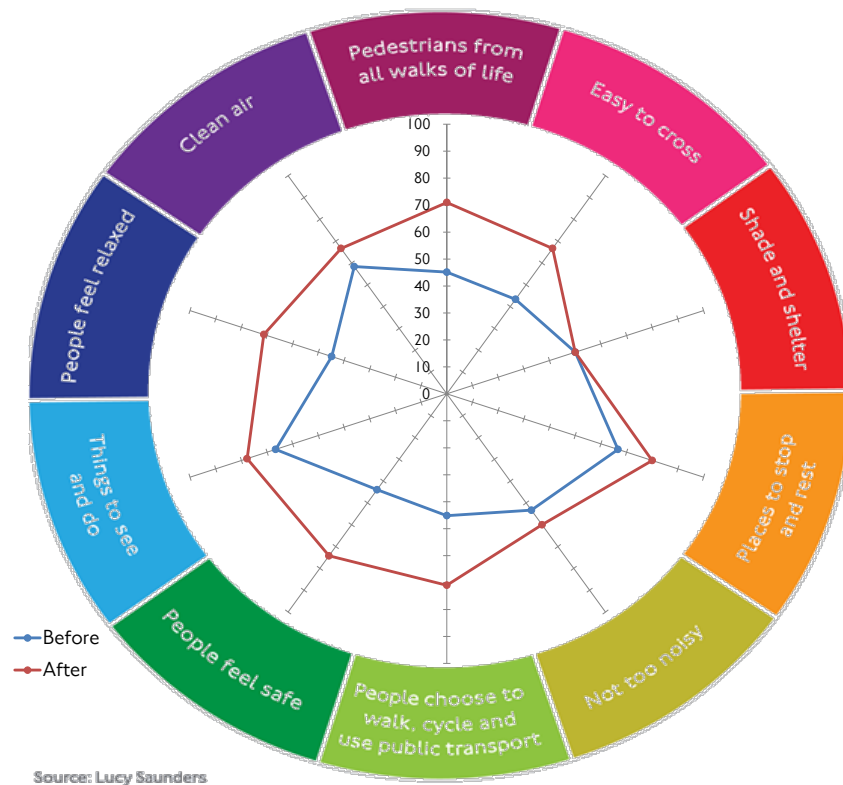 Pedestrians from
all walks of life
Easy to cross
Shade and shelter
Places to stop
and rest
Not too noisy
People choose to
walk, cycle and
use public transport
People feel safe
Things to see
and do
People feel relaxed
Clean air
100
90
80
70
60
50
40
30
20
10
0
Before
After
Source: Lucy Saunders